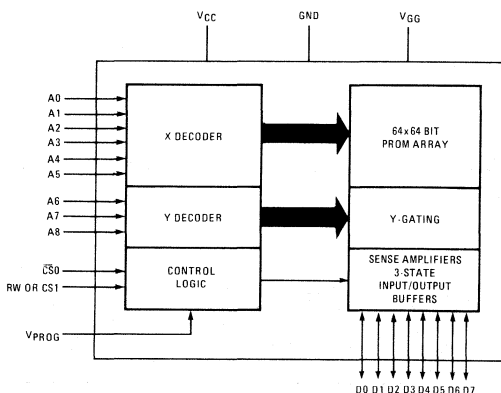 VCC GND VGG
A0
A1
A2
A3
A4
A5
X DECODER
64x64 BIT
PROM ARRAY
A6
A7
A8
Y DECODER
Y-GATING
CS0
RW OR CS1
CONTROL
LOGIC
SENSE AMPLIFIERS
3-STATE
INPUT/OUTPUT
BUFFERS
VPROG
D0 D1 D2 D3 D4 D5 D6 D7